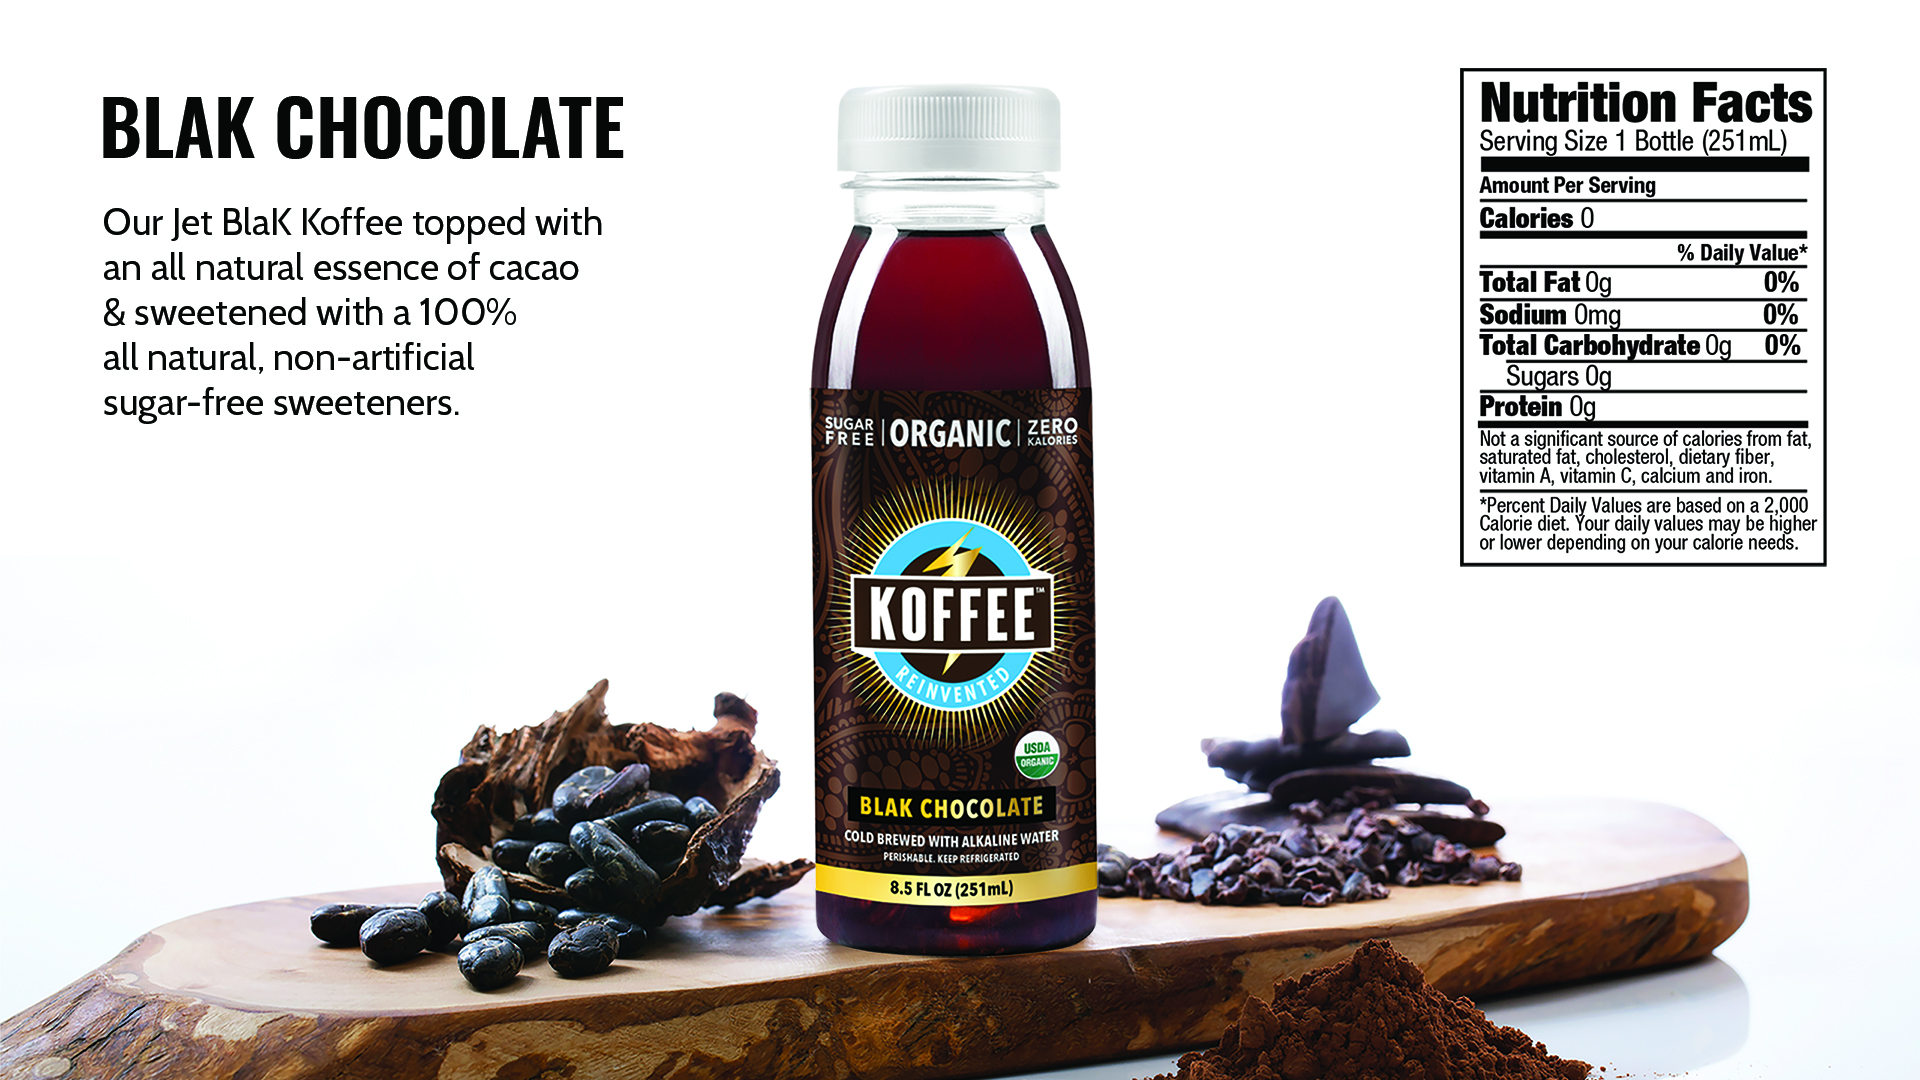 BLAK CHOCOLATE
Our Jet BlaK Koffee topped with
an all natural essence of cacao
& sweetened with a 100%
all natural, non-artificial
sugar-free sweeteners.
SUGAR
FREE
ORGANIC
ZERO
KALORIES
KOFFEE™
REINVENTED
USDA
ORGANIC
BLAK CHOCOLATE
COLD BREWED WITH ALKALINE WATER
PERISHABLE. KEEP REFRIGERATED
8.5 FL OZ (251mL)
Nutrition Facts
Serving Size 1 Bottle (251mL)
Amount Per Serving
Calories 0
% Daily Value*
Total Fat 0g 0%
Sodium 0mg 0%
Total Carbohydrate 0g 0%
Sugars 0g
Protein 0g
Not a significant source of calories from fat,
saturated fat, cholesterol, dietary fiber,
vitamin A, vitamin C, calcium and iron.
*Percent Daily Values are based on a 2,000
Calorie diet. Your daily values may be higher
or lower depending on your calorie needs.